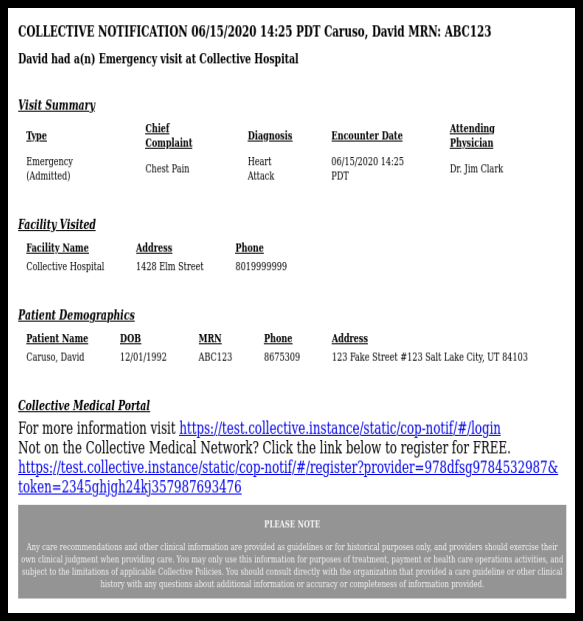 COLLECTIVE NOTIFICATION 06/15/2020 14:25 PDT Caruso, David MRN: ABC123
David had a(n) Emergency visit at Collective Hospital
Visit Summary
Type Chief Complaint Diagnosis Encounter Date Attending Physician
Emergency (Admitted) Chest Pain Heart Attack 06/15/2020 14:25 PDT Dr. Jim Clark
Facility Visited
Facility Name Address Phone
Collective Hospital 1428 Elm Street 8019999999
Patient Demographics
Patient Name DOB MRN Phone Address
Caruso, David 12/01/1992 ABC123 8675309 123 Fake Street #123 Salt Lake City, UT 84103
Collective Medical Portal
For more information visit https://test.collective.instance/static/cop-notif/#/login
Not on the Collective Medical Network? Click the link below to register for FREE.
https://test.collective.instance/static/cop-notif/#/register?provider=978dfsg9784532987&
token=2345ghjgh24kj357987693476
PLEASE NOTE
Any care recommendations and other clinical information are provided as guidelines or for historical purposes only, and providers should exercise their
own clinical judgment when providing care. You may only use this information for purposes of treatment, payment or health care operations activities, and
subject to the limitations of applicable Collective Policies. You should consult directly with the organization that provided a care guideline or other clinical
history with any questions about additional information or accuracy or completeness of information provided.